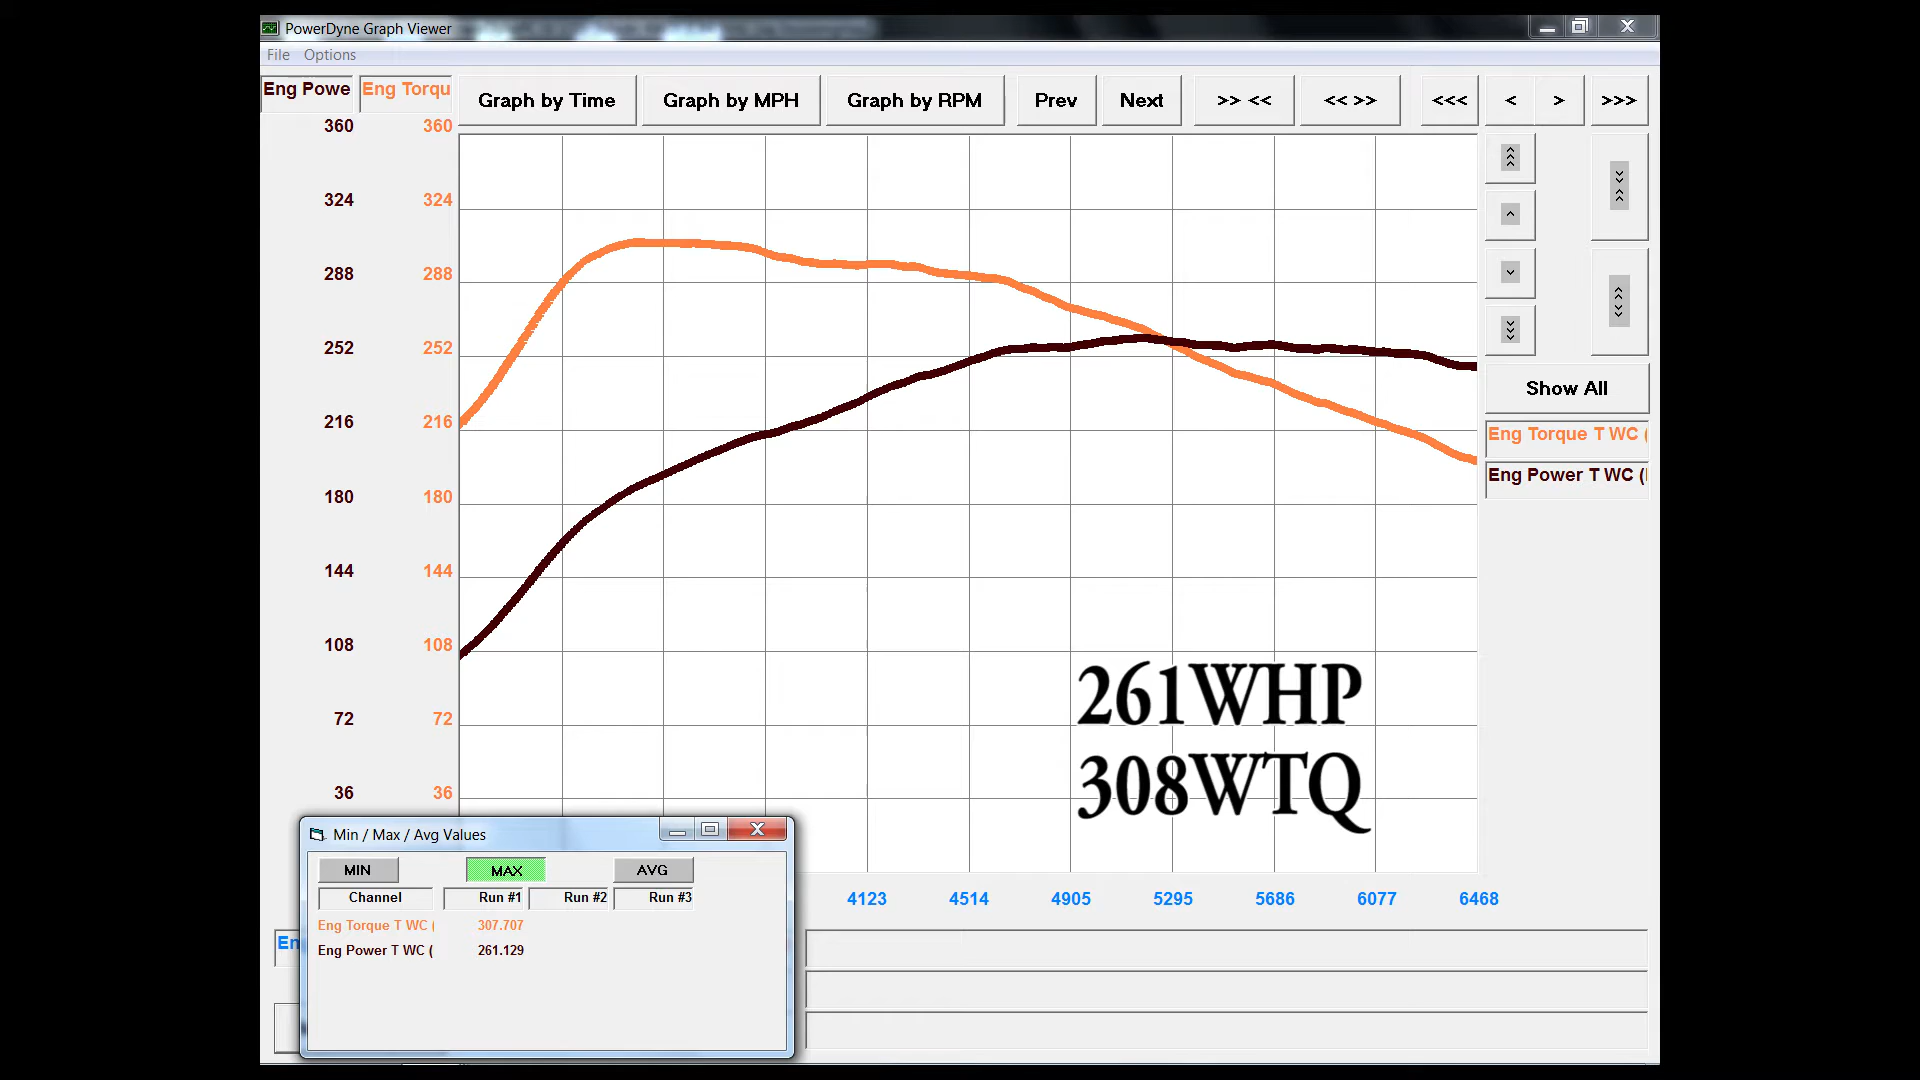 PowerDyne Graph Viewer
File Options
Eng Powe Eng Torqu Graph by Time Graph by MPH Graph by RPM Prev Next >> << << >> <<< < > >>>
360 360
324 324
288 288
252 252
216 216
180 180
144 144
108 108
72 72
36 36
Show All
Eng Torque T WC (
Eng Power T WC (
261WHP
308WTQ
4123 4514 4905 5295 5686 6077 6468
En
Min / Max / Avg Values
MIN MAX AVG
Channel Run #1 Run #2 Run #3
Eng Torque T WC ( 307.707
Eng Power T WC ( 261.129